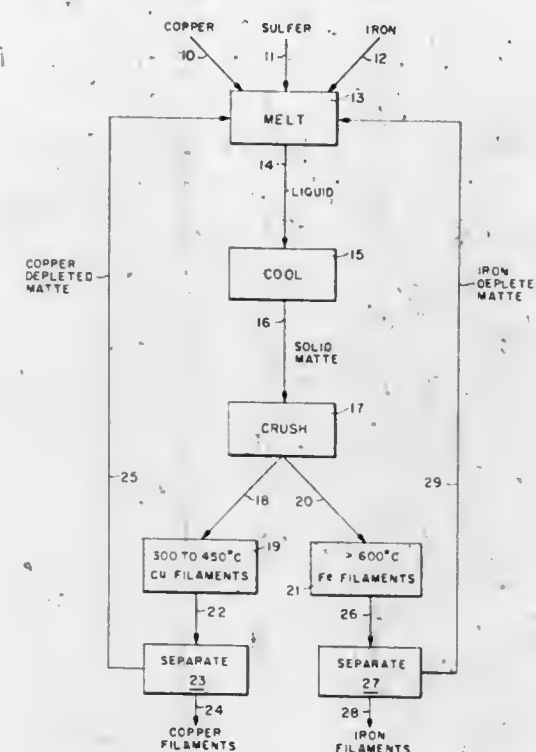 COPPER SULFER IRON
10 11 12
13
MELT
14
LIQUID
15
COOL
COPPER
DEPLETED
MATTE
IRON
DEPLETE
MATTE
16
SOLID
MATTE
17
CRUSH
25
18 20
29
19
300 TO 450°C
Cu FILAMENTS
> 600°C
21 Fe FILAMENTS
22 26
SEPARATE
23
SEPARATE
27
24 28
COPPER
FILAMENTS
IRON
FILAMENTS